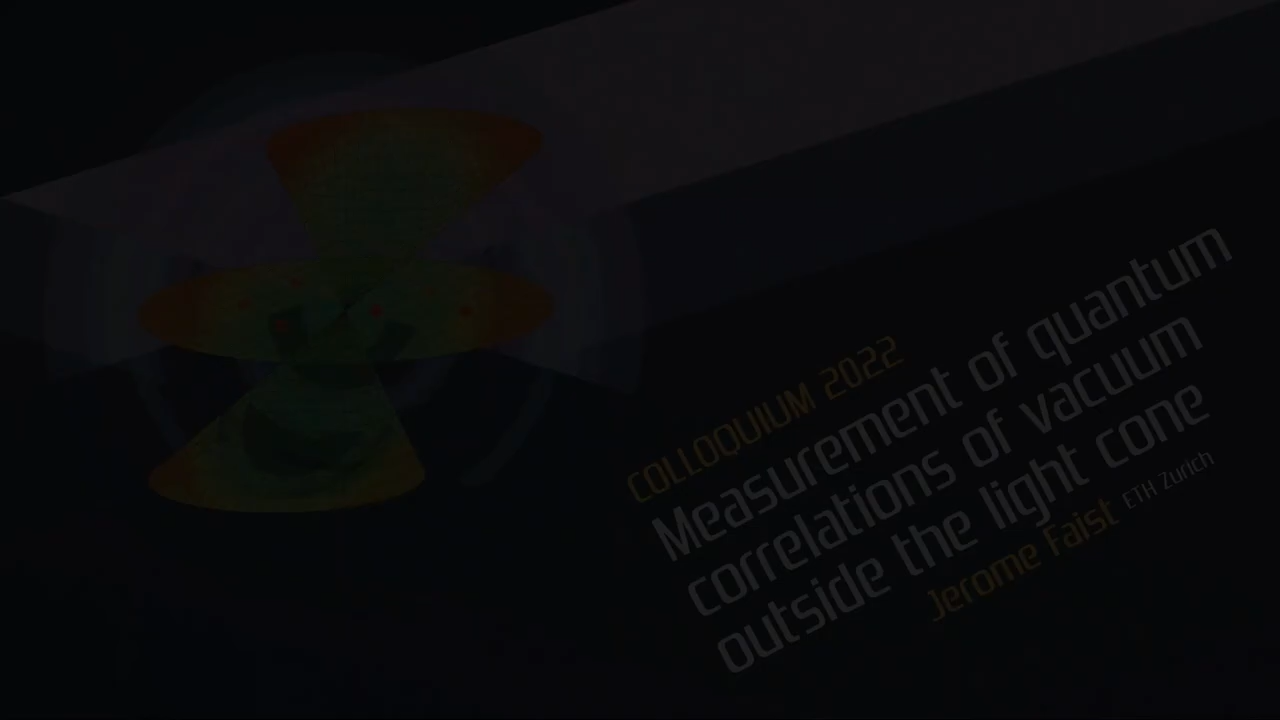 COLLOQUIUM 2022
Measurement of quantum
correlations of vacuum
outside the light cone
Jerome Faist ETH Zurich